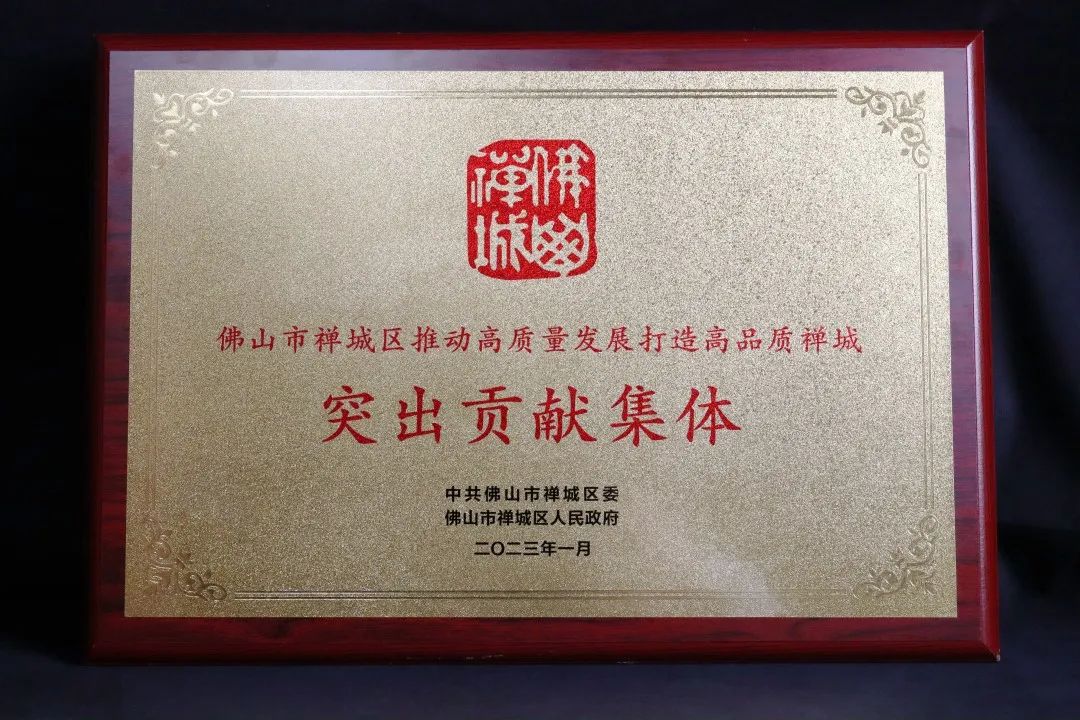 佛山禅城
佛山市禅城区推动高质量发展打造高品质禅城
突出贡献集体
中共佛山市禅城区委
佛山市禅城区人民政府
二〇二三年一月